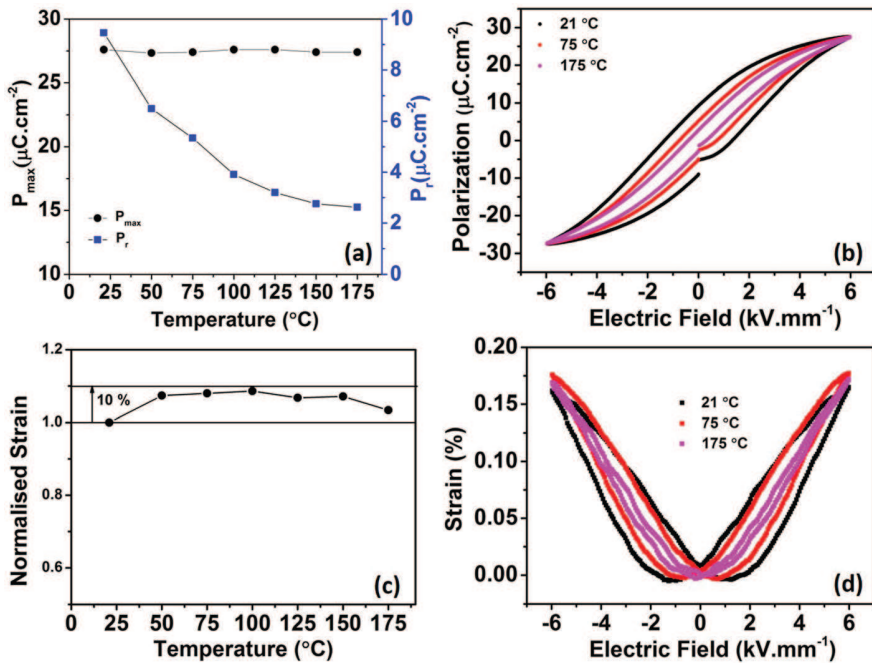 30
25
20
15
10
P_max(μC.cm⁻²)
P_max
P_r
(a)
10
8
6
4
2
0
P_r(μC.cm⁻²)
0 25 50 75 100 125 150 175
Temperature (°C)
30
20
10
0
-10
-20
-30
Polarization (μC.cm⁻²)
21 °C
75 °C
175 °C
(b)
-6 -4 -2 0 2 4 6
Electric Field (kV.mm⁻¹)
1.2
1.0
0.8
0.6
Normalised Strain
10 %
(c)
0 25 50 75 100 125 150 175
Temperature (°C)
0.20
0.15
0.10
0.05
0.00
Strain (%)
21 °C
75 °C
175 °C
(d)
-6 -4 -2 0 2 4 6
Electric Field (kV.mm⁻¹)